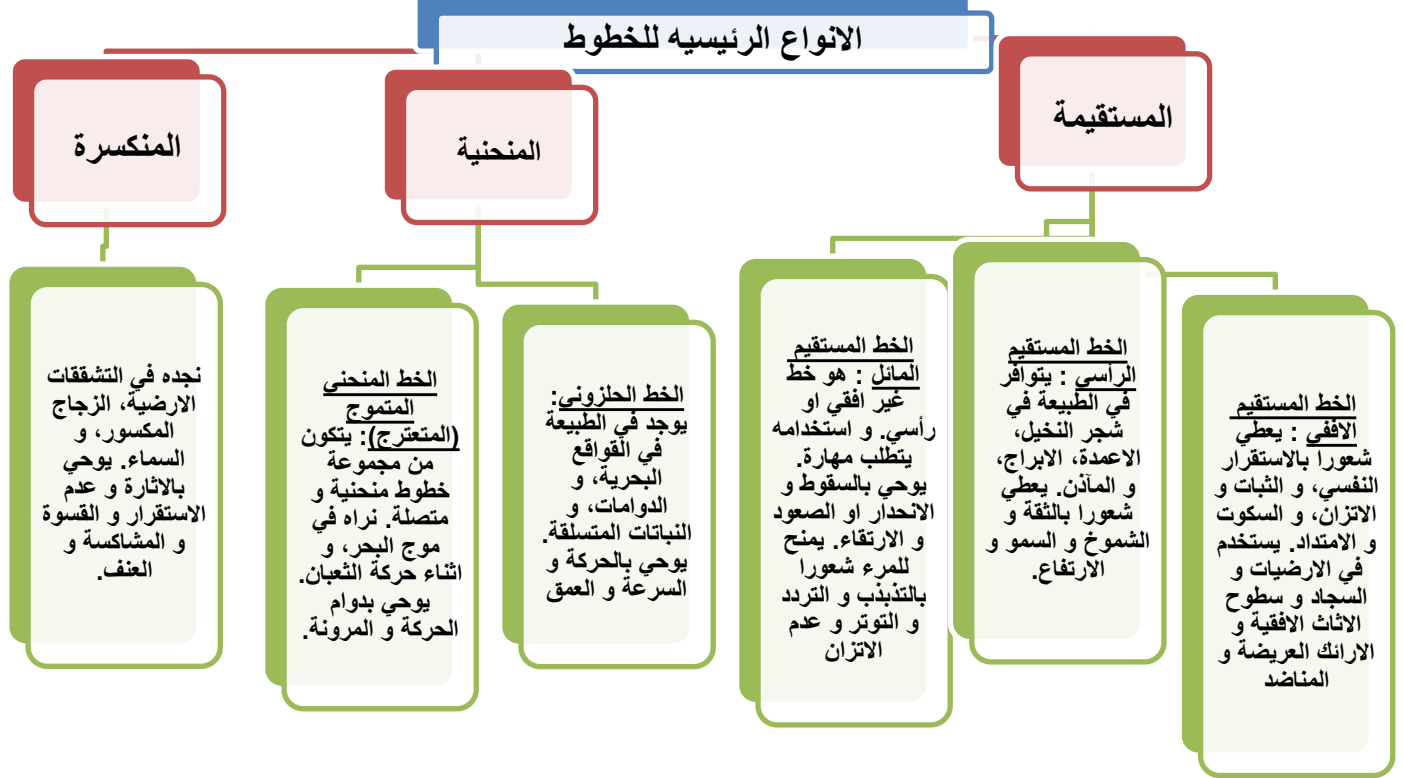 الانواع الرئيسيه للخطوط
المستقيمة
المنحنية
المنكسرة
الخط المستقيم
الافقي : يعطي
شعورا بالاستقرار
النفسي، و الثبات و
الاتزان، و السكوت
و الامتداد. يستخدم
في الارضيات و
السجاد و سطوح
الاثاث الافقية و
الارائك العريضة و
المناضد
الخط المستقيم
الرأسي : يتوافر
في الطبيعة في
شجر النخيل،
الاعمدة، الابراج،
و المآذن. يعطي
شعورا بالثقة و
الشموخ و السمو و
الارتفاع.
الخط المستقيم
المائل : هو خط
غير افقي او
رأسي. و استخدامه
يتطلب مهارة.
يوحي بالسقوط و
الانحدار او الصعود
و الارتقاء. يمنح
للمرء شعورا
بالتذبذب و التردد
و التوتر و عدم
الاتزان
الخط الحلزوني:
يوجد في الطبيعة
في القواقع
البحرية، و
الدوامات، و
النباتات المتسلقة.
يوحي بالحركة و
السرعة و العمق
الخط المنحني
المتموج
(المتعترج): يتكون
من مجموعة
خطوط منحنية و
متصلة. نراه في
موج البحر، و
اثناء حركة الثعبان.
يوحي بدوام
الحركة و المرونة.
نجده في التشققات
الارضية، الزجاج
المكسور، و
السماء. يوحي
بالاثارة و عدم
الاستقرار و القسوة
و المشاكسة و
العنف.